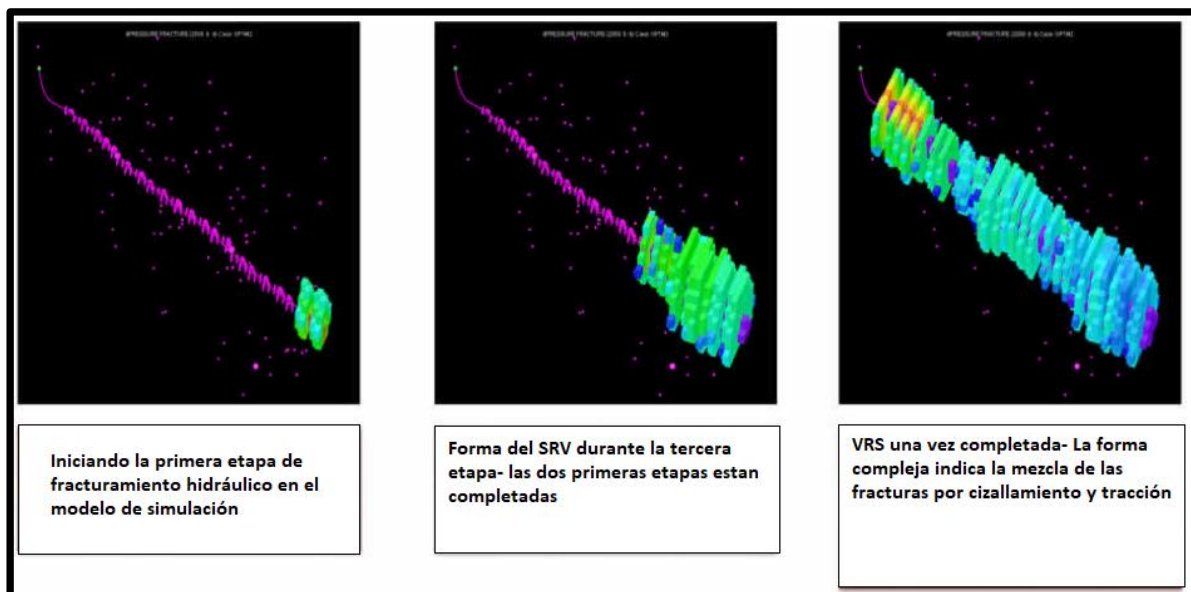 Iniciando la primera etapa de
fracturamiento hidráulico en el
modelo de simulación
Forma del SRV durante la tercera
etapa- las dos primeras etapas estan
completadas
VRS una vez completada- La forma
compleja indica la mezcla de las
fracturas por cizallamiento y tracción